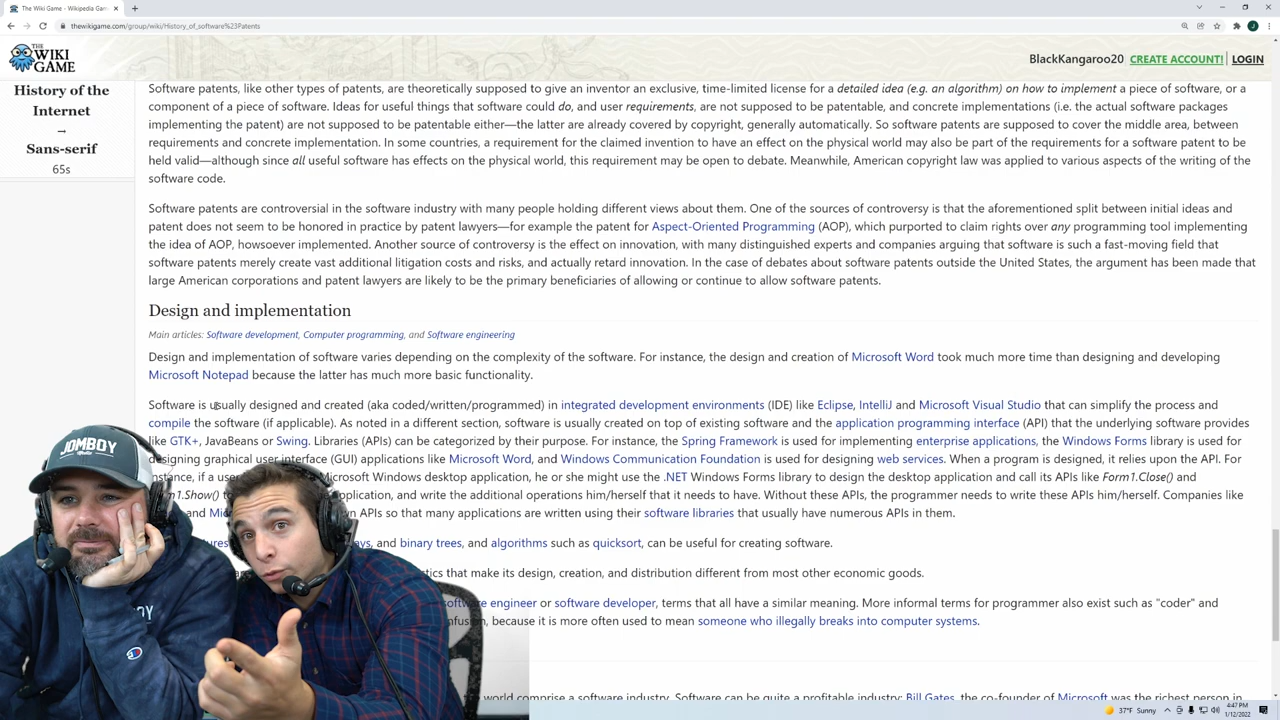 The Wiki Game - Wikipedia Gam
thewikigame.com/group/wiki/History_of_software%23Patents
THE WIKI GAME
BlackKangaroo20 CREATE ACCOUNT! LOGIN
History of the
Internet
→
Sans-serif
65s
Software patents, like other types of patents, are theoretically supposed to give an inventor an exclusive, time-limited license for a detailed idea (e.g. an algorithm) on how to implement a piece of software, or a
component of a piece of software. Ideas for useful things that software could do, and user requirements, are not supposed to be patentable, and concrete implementations (i.e. the actual software packages
implementing the patent) are not supposed to be patentable either—the latter are already covered by copyright, generally automatically. So software patents are supposed to cover the middle area, between
requirements and concrete implementation. In some countries, a requirement for the claimed invention to have an effect on the physical world may also be part of the requirements for a software patent to be
held valid—although since all useful software has effects on the physical world, this requirement may be open to debate. Meanwhile, American copyright law was applied to various aspects of the writing of the
software code.
Software patents are controversial in the software industry with many people holding different views about them. One of the sources of controversy is that the aforementioned split between initial ideas and
patent does not seem to be honored in practice by patent lawyers—for example the patent for Aspect-Oriented Programming (AOP), which purported to claim rights over any programming tool implementing
the idea of AOP, howsoever implemented. Another source of controversy is the effect on innovation, with many distinguished experts and companies arguing that software is such a fast-moving field that
software patents merely create vast additional litigation costs and risks, and actually retard innovation. In the case of debates about software patents outside the United States, the argument has been made that
large American corporations and patent lawyers are likely to be the primary beneficiaries of allowing or continue to allow software patents.
Design and implementation
Main articles: Software development, Computer programming, and Software engineering
Design and implementation of software varies depending on the complexity of the software. For instance, the design and creation of Microsoft Word took much more time than designing and developing
Microsoft Notepad because the latter has much more basic functionality.
Software is usually designed and created (aka coded/written/programmed) in integrated development environments (IDE) like Eclipse, IntelliJ and Microsoft Visual Studio that can simplify the process and
compile the software (if applicable). As noted in a different section, software is usually created on top of existing software and the application programming interface (API) that the underlying software provides
like GTK+, JavaBeans or Swing. Libraries (APIs) can be categorized by their purpose. For instance, the Spring Framework is used for implementing enterprise applications, the Windows Forms library is used for
designing graphical user interface (GUI) applications like Microsoft Word, and Windows Communication Foundation is used for designing web services. When a program is designed, it relies upon the API. For
instance, if a user Microsoft Windows desktop application, he or she might use the .NET Windows Forms library to design the desktop application and call its APIs like Form1.Close() and
Form1.Show() to application, and write the additional operations him/herself that it needs to have. Without these APIs, the programmer needs to write these APIs him/herself. Companies like
and APIs so that many applications are written using their software libraries that usually have numerous APIs in them.
and binary trees, and algorithms such as quicksort, can be useful for creating software.
that make its design, creation, and distribution different from most other economic goods.
software engineer or software developer, terms that all have a similar meaning. More informal terms for programmer also exist such as "coder" and
because it is more often used to mean someone who illegally breaks into computer systems.
JOMBOY
Media
world comprise a software industry. Software can be quite a profitable industry: Bill Gates, the co-founder of Microsoft was the richest person in
37°F Sunny
4:47 PM
1/12/2022